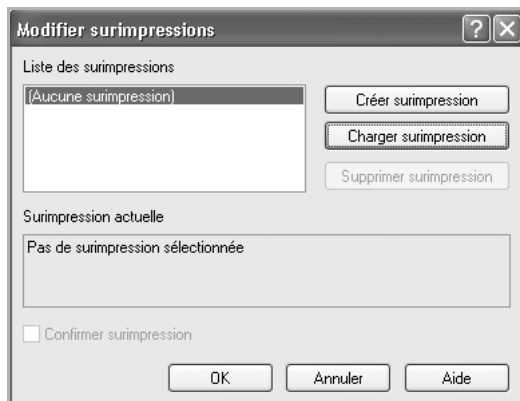 Modifier surimpressions
Liste des surimpressions
(Aucune surimpression)
Créer surimpression
Charger surimpression
Supprimer surimpression
Surimpression actuelle
Pas de surimpression sélectionnée
Confirmer surimpression
OK
Annuler
Aide